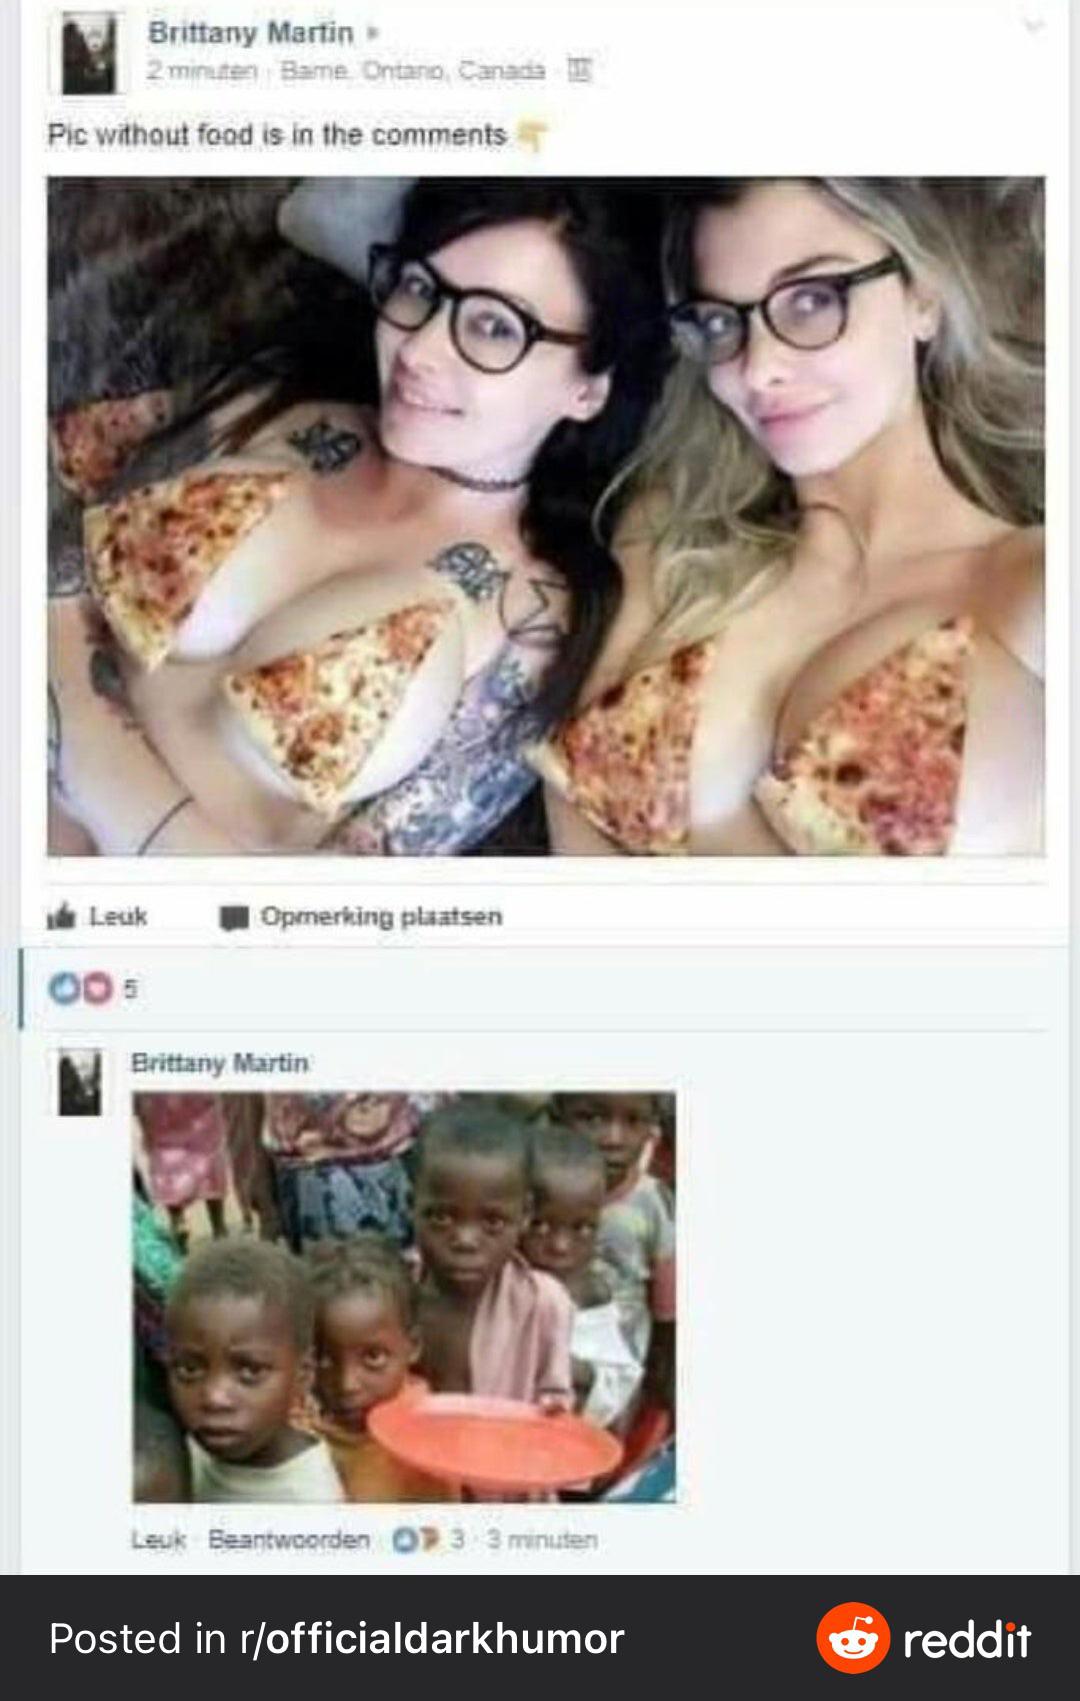 Brittany Martin
2 minuten · Barrie, Ontario, Canada
Pic without food is in the comments
Leuk
Opmerking plaatsen
5
Brittany Martin
Leuk · Beantwoorden · 3 · 3 minuten
Posted in r/officialdarkhumor
reddit